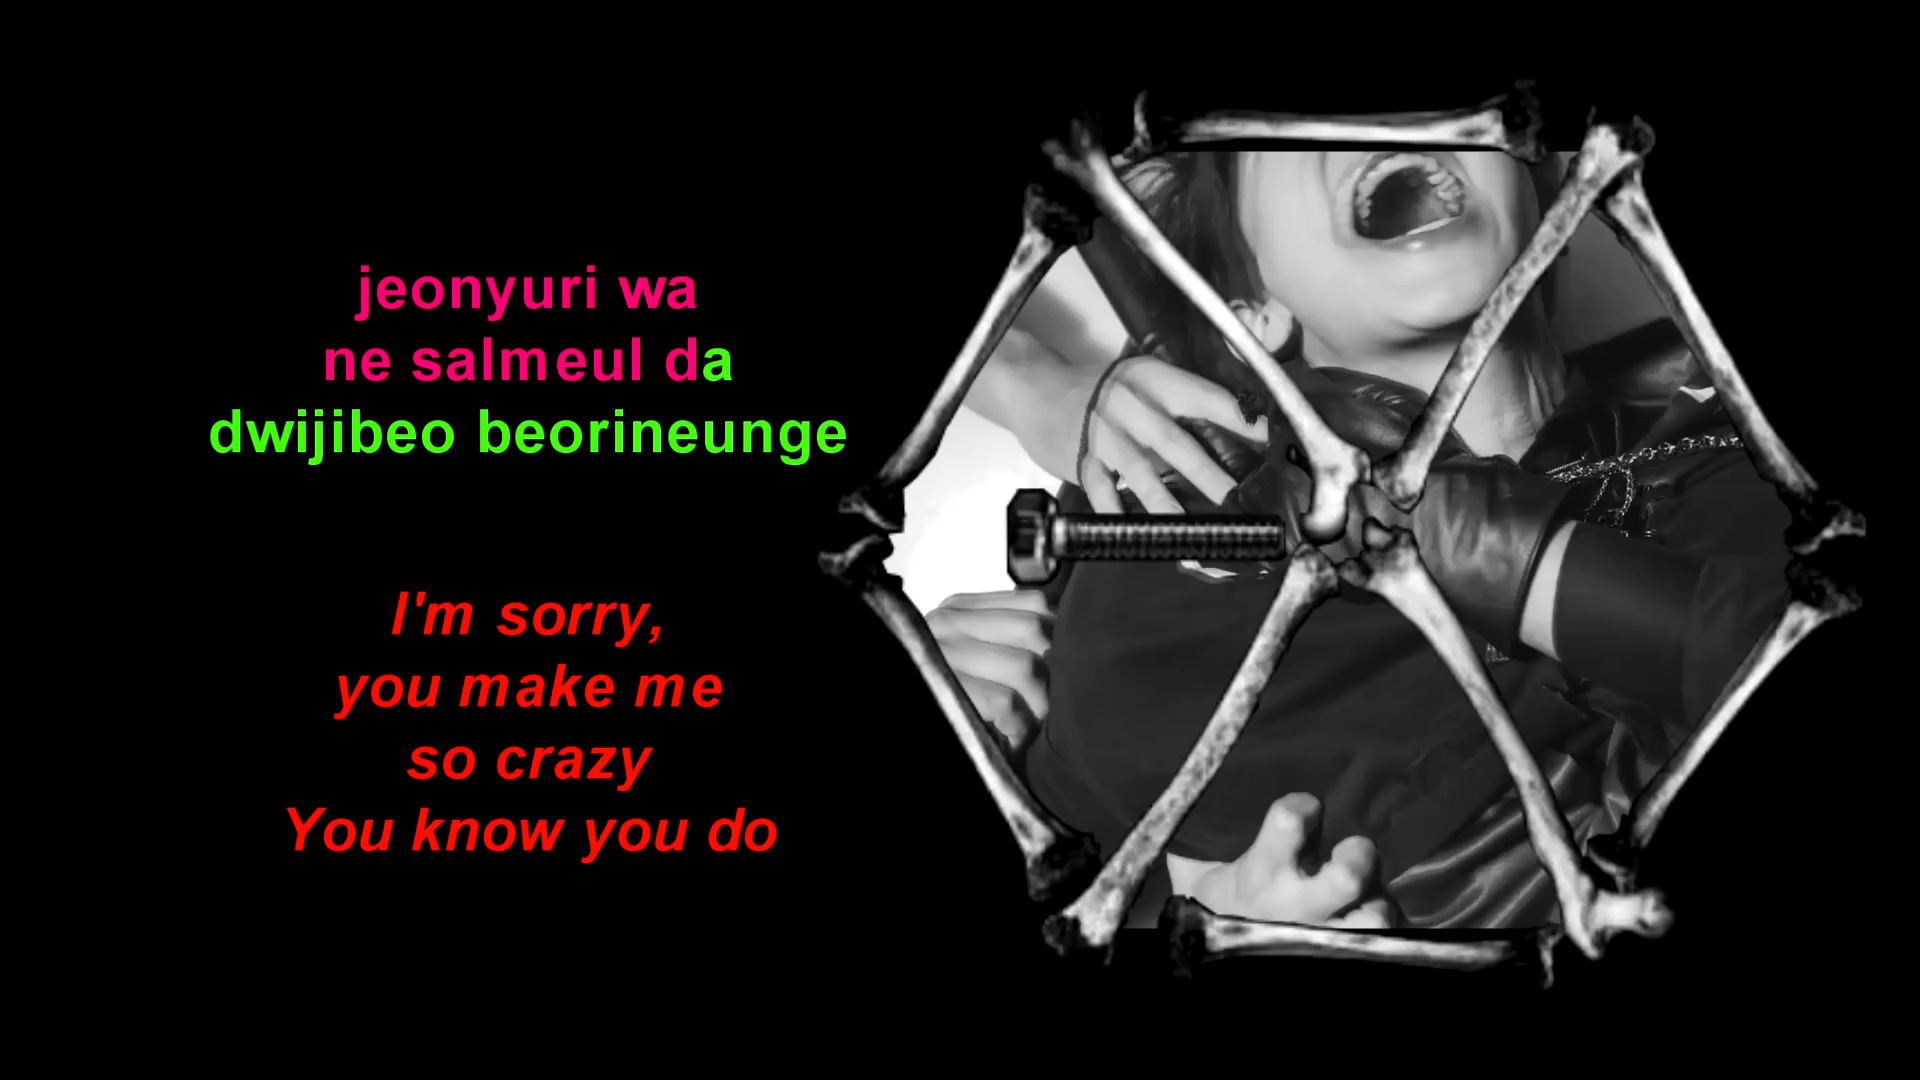 jeonyuri wa
ne salmeul da
dwijibeo beorineunge
I'm sorry,
you make me
so crazy
You know you do